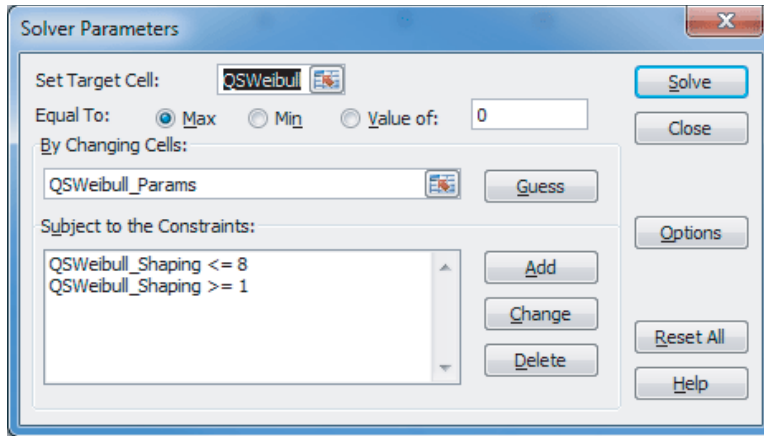 Solver Parameters
Set Target Cell: QSWeibul
Solve
Equal To: Max Min Value of: 0
Close
By Changing Cells:
QSWeibull_Params
Guess
Subject to the Constraints:
Options
QSWeibull_Shaping <= 8
QSWeibull_Shaping >= 1
Add
Change
Reset All
Delete
Help